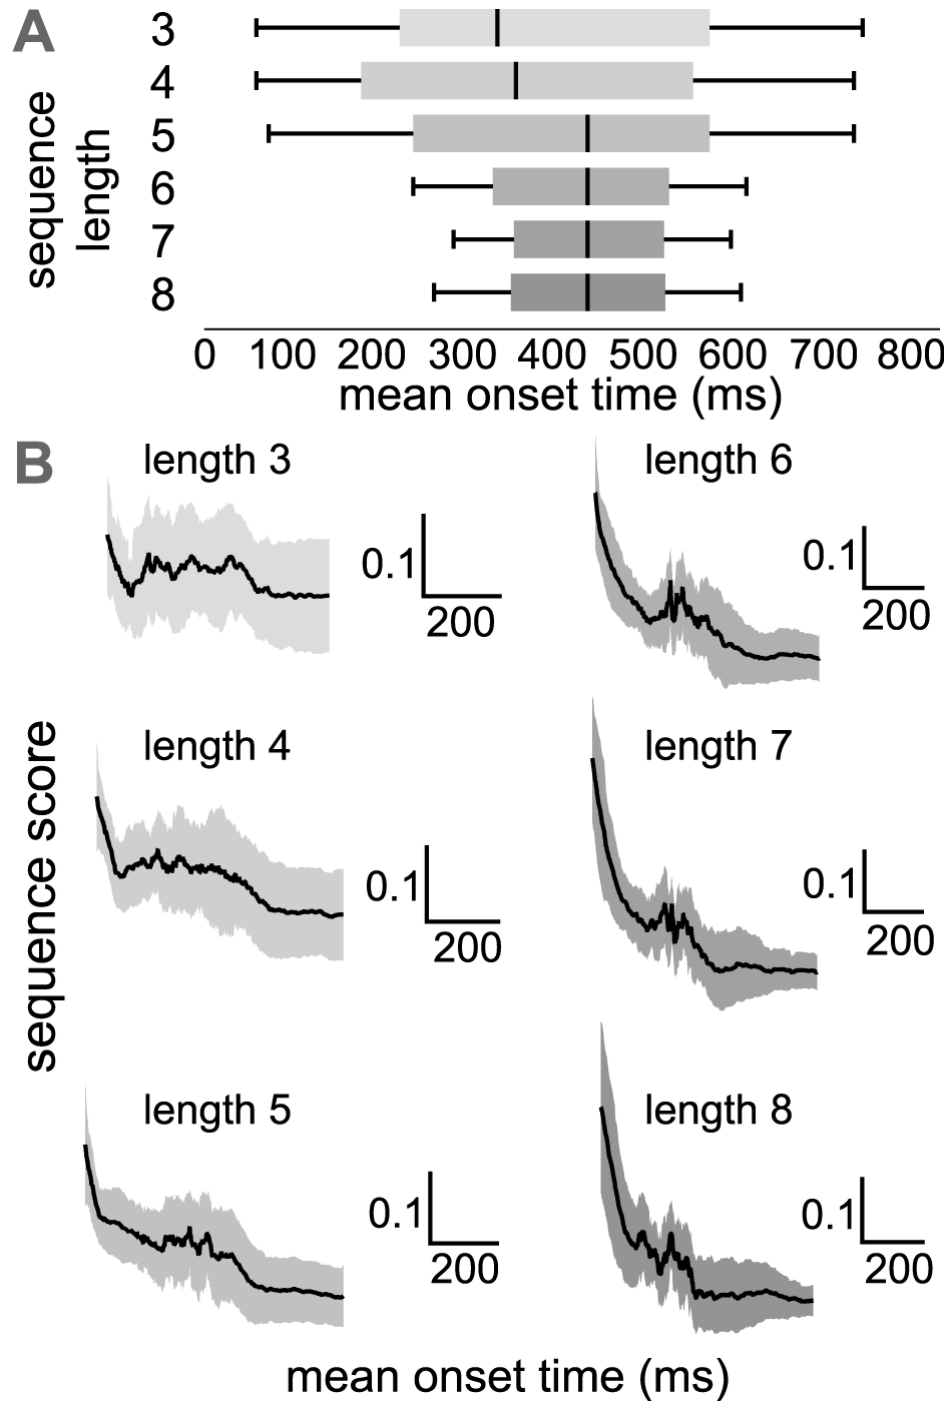 A
3
4
5
6
7
8
sequence
length
0 100 200 300 400 500 600 700 800
mean onset time (ms)
B
length 3
0.1
200
length 6
0.1
200
length 4
0.1
200
length 7
0.1
200
length 5
0.1
200
length 8
0.1
200
sequence score
mean onset time (ms)